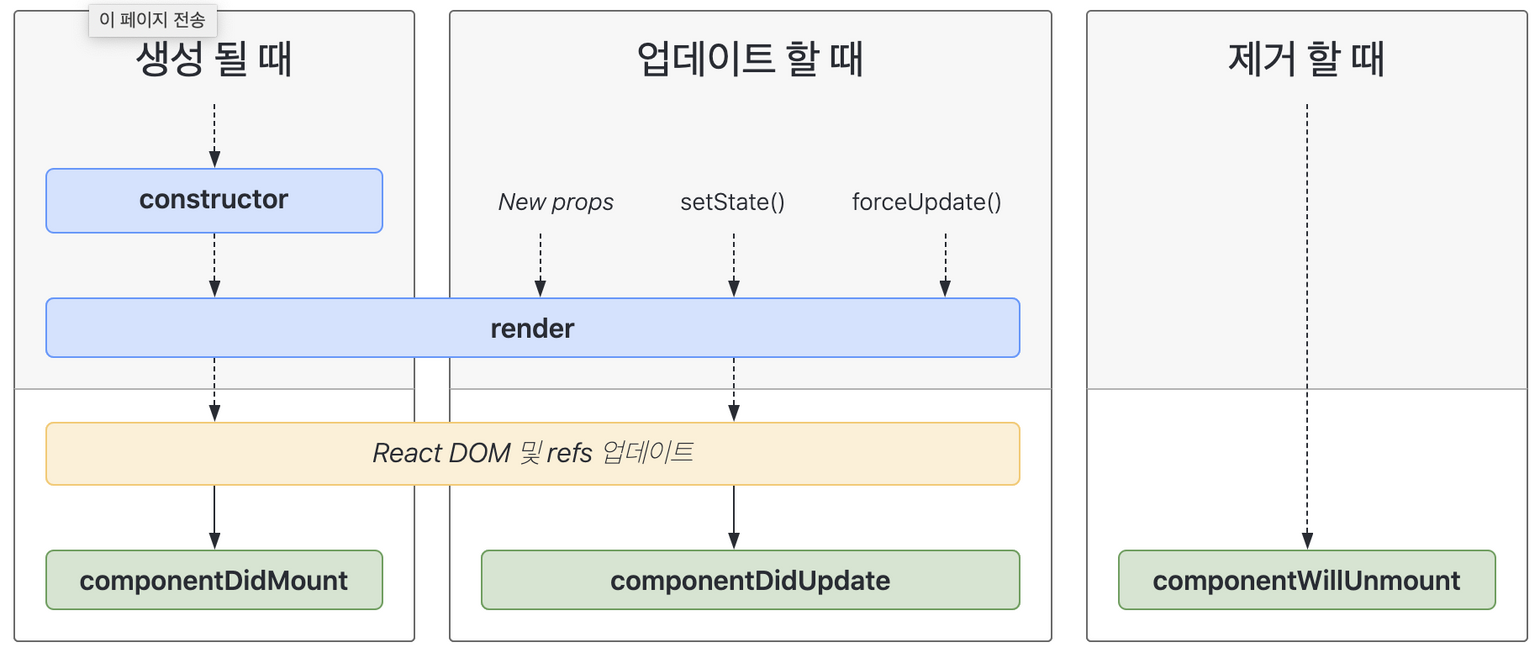 이 페이지 전송
생성 될 때
업데이트 할 때
제거 할 때
constructor
New props
setState()
forceUpdate()
render
React DOM 및 refs 업데이트
componentDidMount
componentDidUpdate
componentWillUnmount